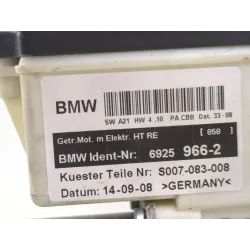 BMW
SW A21 HW 4 .10 PA CBB Dat. 33-08
Getr.Mot. m Elektr. HT RE [ 058 ]
BMW Ident-Nr: 6925 966-2
Kuester Teile Nr: S007-083-008
Datum: 14-09-08 >GERMANY<